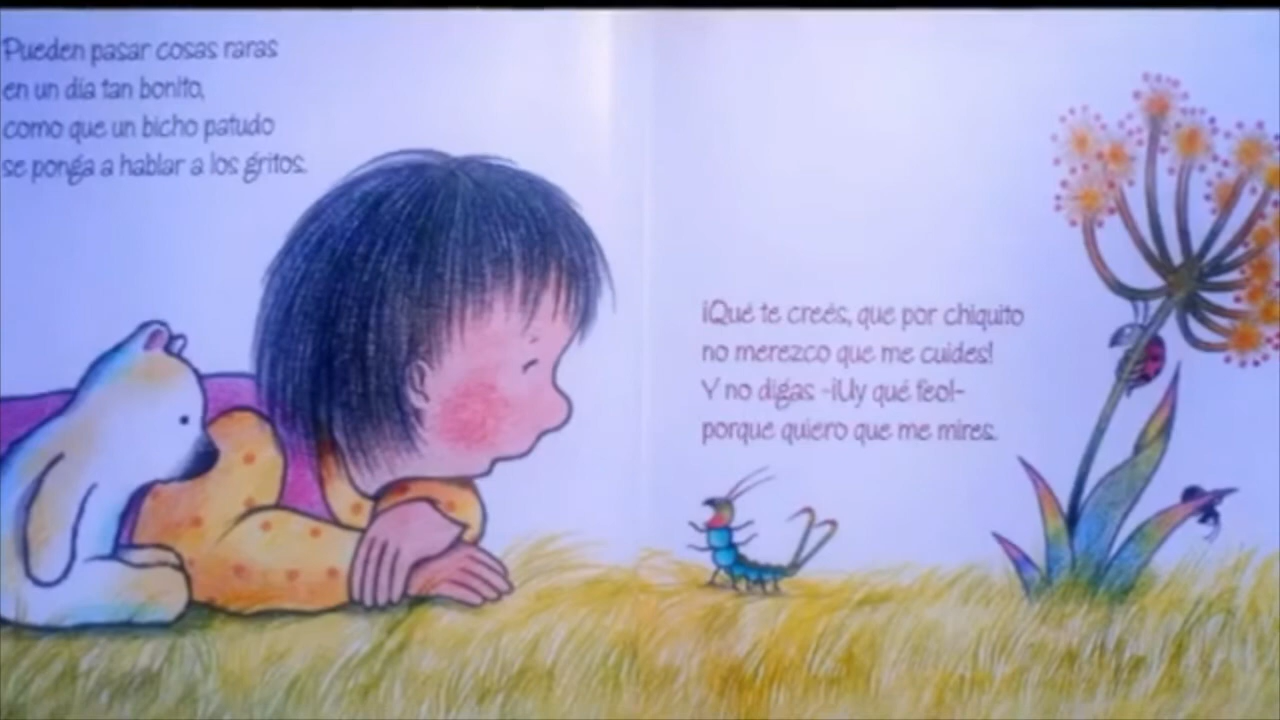 Pueden pasar cosas raras
en un día tan bonito,
como que un bicho patudo
se ponga a hablar a los gritos.
¡Qué te creés, que por chiquito
no merezco que me cuides!
Y no digas -¡Uy qué feo!-
porque quiero que me mires.